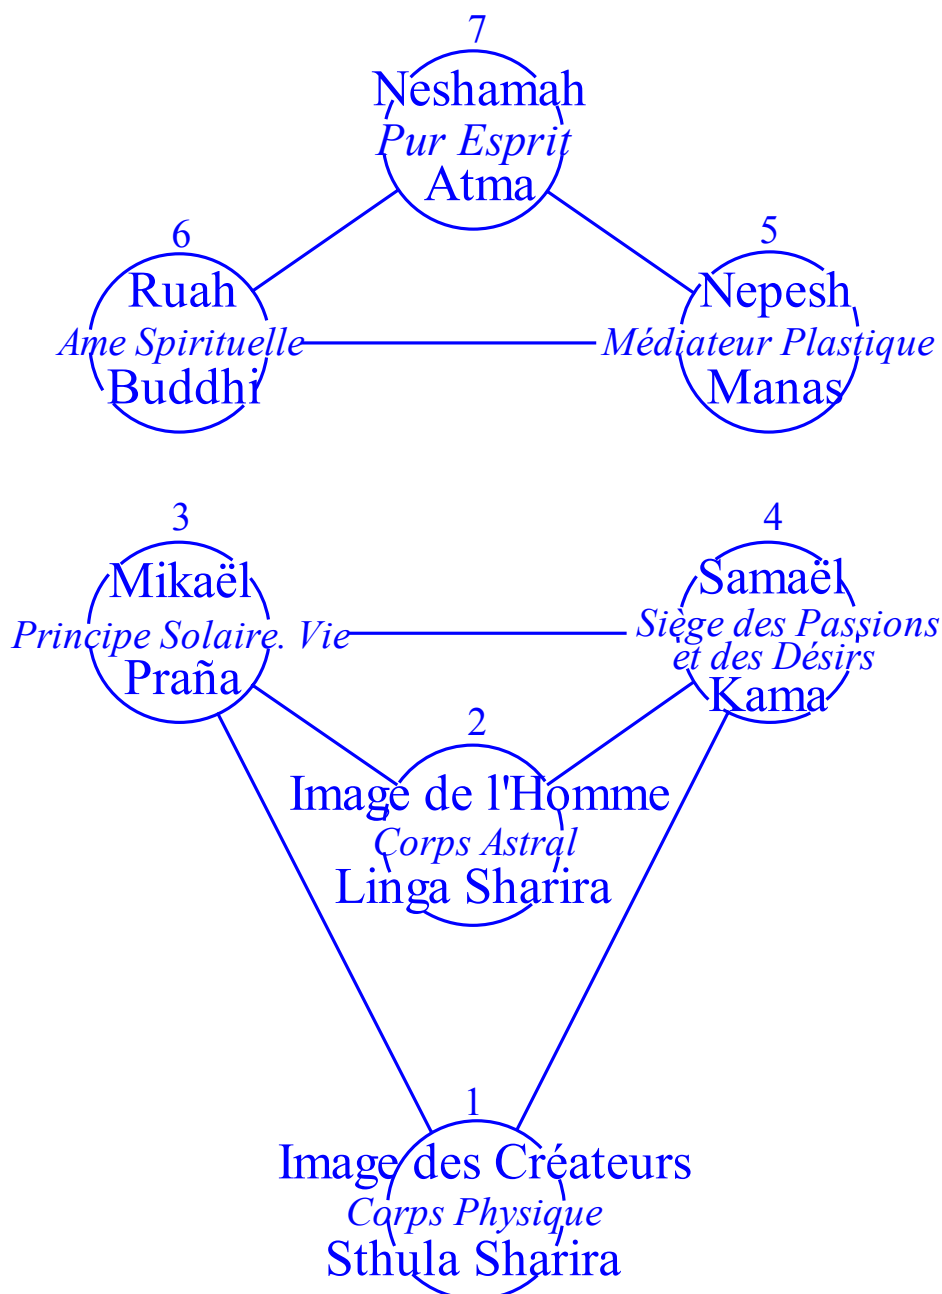 7
Neshamah
Pur Esprit
Atma
6
Ruah
Ame Spirituelle
Buddhi
5
Nepesh
Médiateur Plastique
Manas
3
Mikaël
Principe Solaire. Vie
Praña
4
Samaël
Siège des Passions
et des Désirs
Kama
2
Image de l'Homme
Corps Astral
Linga Sharira
1
Image des Créateurs
Corps Physique
Sthula Sharira